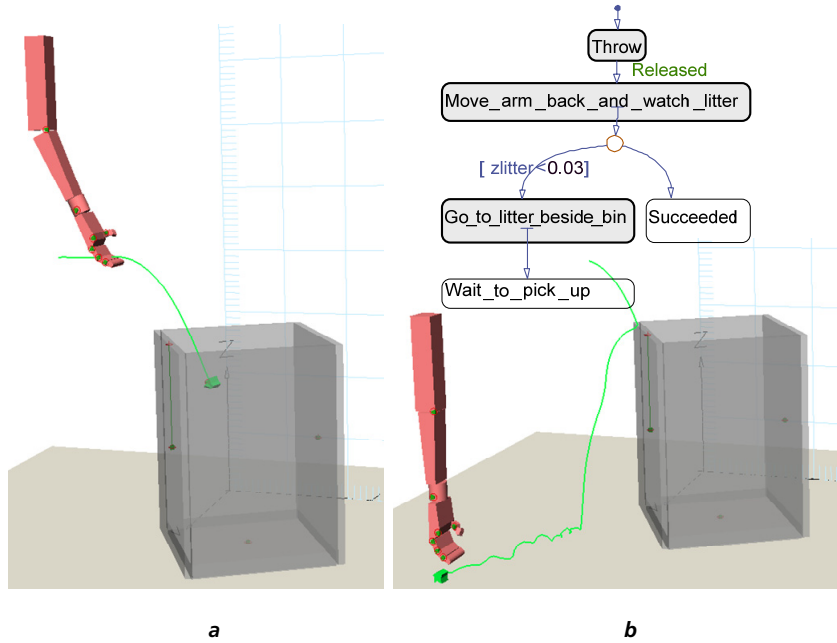 Throw
Released
Move_arm_back_and_watch_litter
[ zlitter<0.03]
Go_to_litter_beside_bin
Succeeded
Wait_to_pick_up
Z
Z
a
b